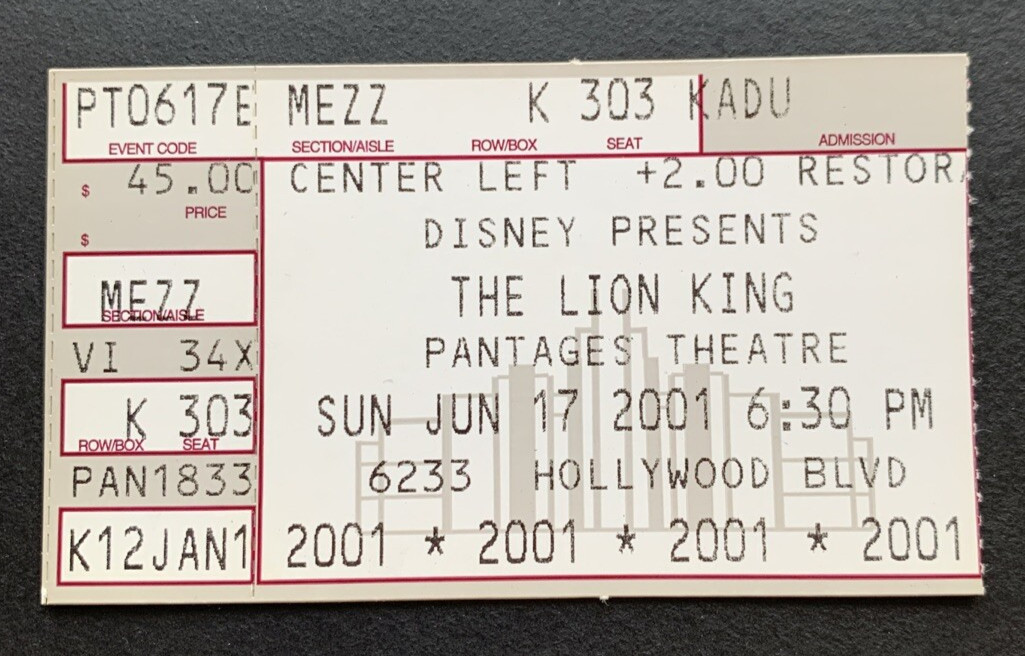 PT0617E MEZZ K 303 KADU
EVENT CODE SECTION/AISLE ROW/BOX SEAT ADMISSION
$ 45.00 CENTER LEFT +2.00 RESTOR
PRICE
$
DISNEY PRESENTS
THE LION KING
PANTAGES THEATRE
SUN JUN 17 2001 6:30 PM
6233 HOLLYWOOD BLVD
2001 * 2001 * 2001 * 2001
MEZZ
SECTION/AISLE
VI 34X
K 303
ROW/BOX SEAT
PAN1833
K12JAN1